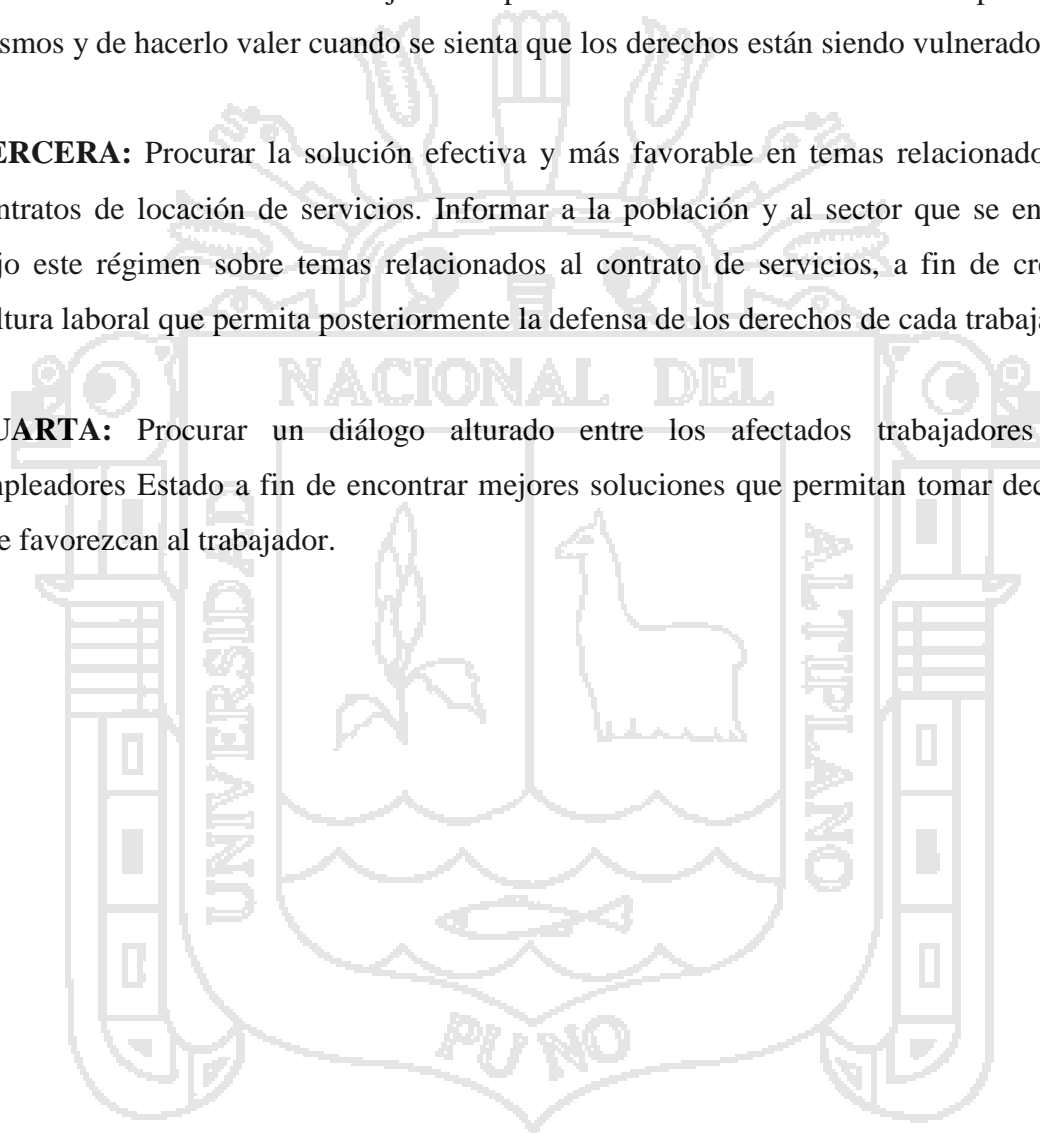 smos y de hacerlo valer cuando se sienta que los derechos están siendo vulnerado
ERCERA: Procurar la solución efectiva y más favorable en temas relacionado
ntratos de locación de servicios. Informar a la población y al sector que se en
jo este régimen sobre temas relacionados al contrato de servicios, a fin de cr
ltura laboral que permita posteriormente la defensa de los derechos de cada trabaj
UARTA: Procurar un diálogo alturado entre los afectados trabajadores
pleadores Estado a fin de encontrar mejores soluciones que permitan tomar dec
e favorezcan al trabajador.
NACIONAL DEL
UNIVERSIDAD
ALTIPLANO
PUNO